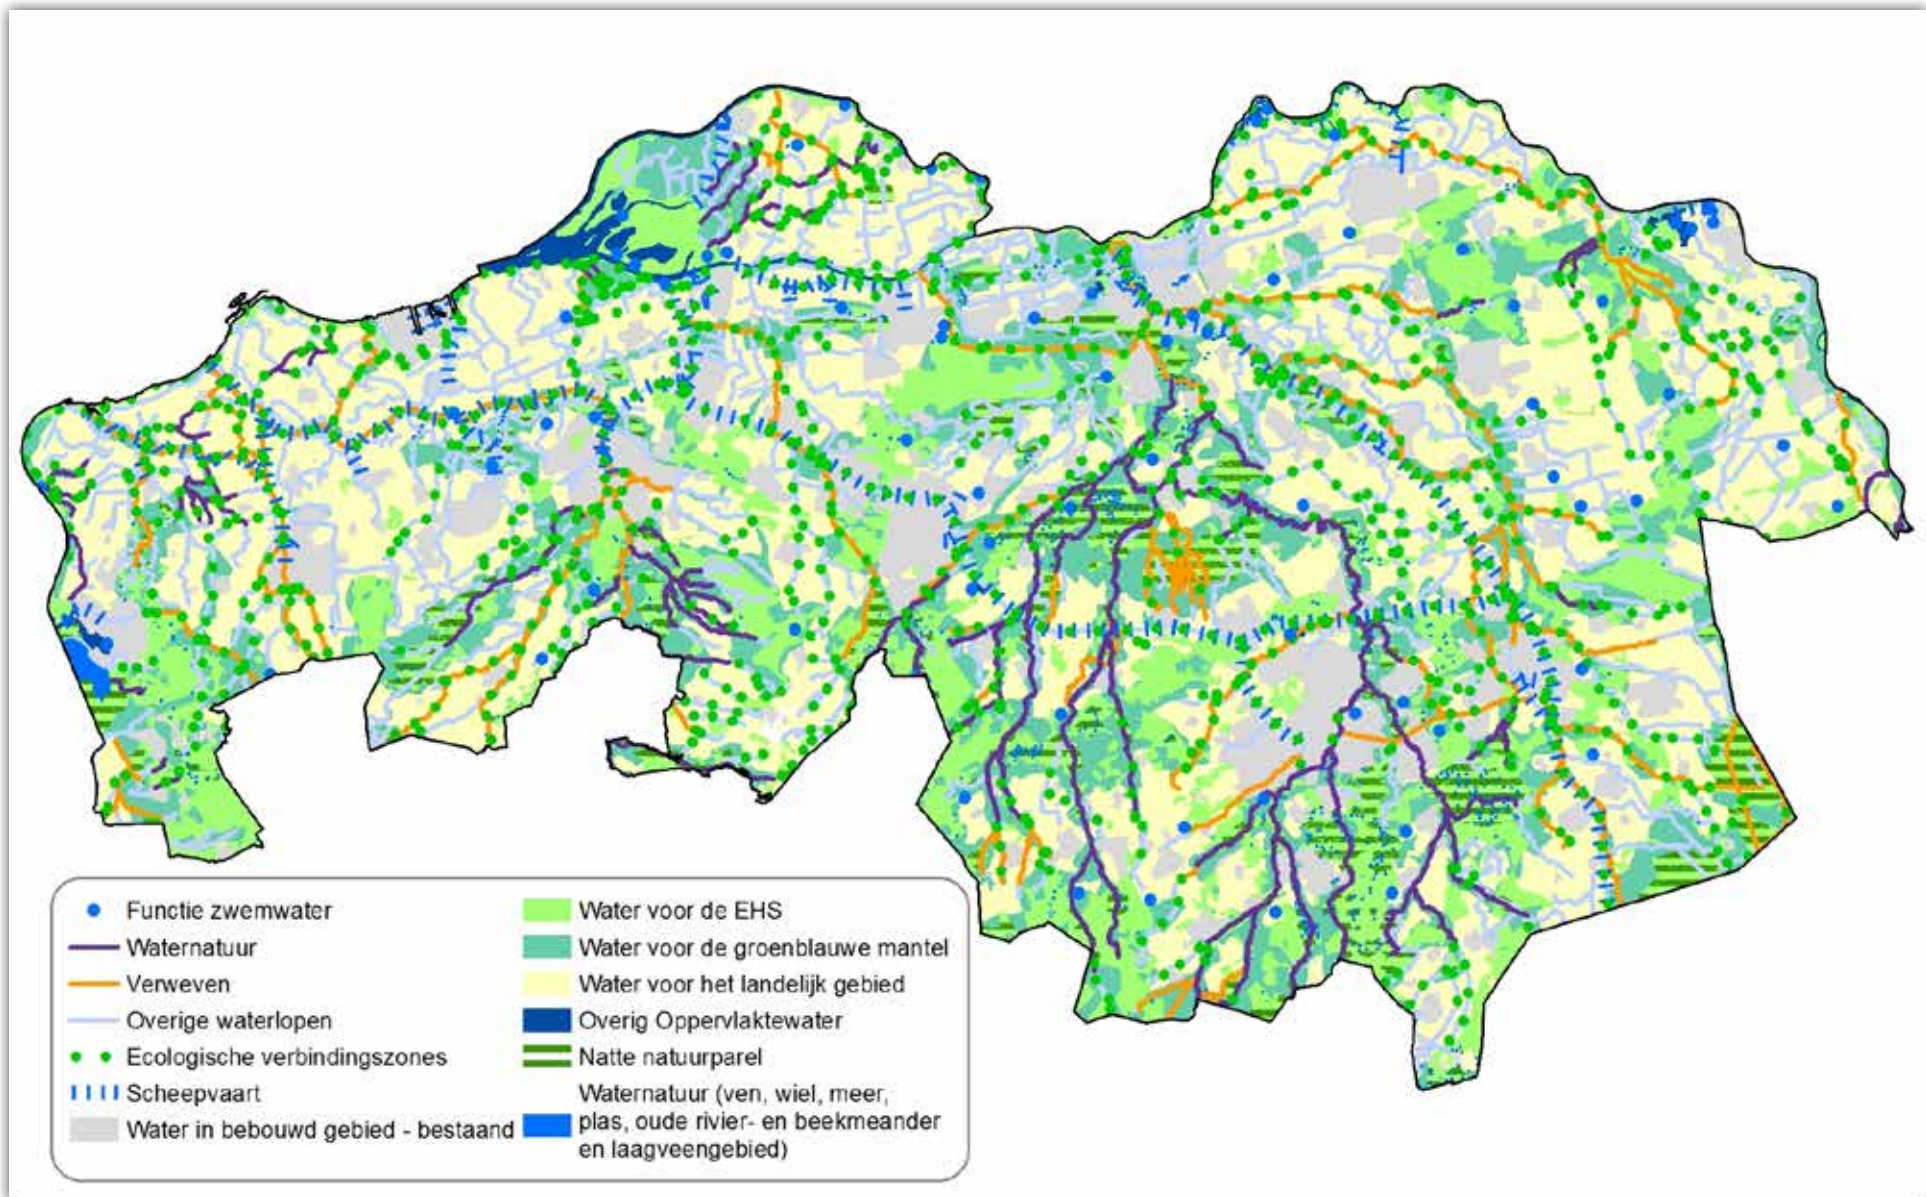 Functie zwemwater
Waternatuur
Verweven
Overige waterlopen
Ecologische verbindingszones
Scheepvaart
Water in bebouwd gebied - bestaand
Water voor de EHS
Water voor de groenblauwe mantel
Water voor het landelijk gebied
Overig Oppervlaktewater
Natte natuurparel
Waternatuur (ven, wiel, meer,
plas, oude rivier- en beekmeander
en laagveengebied)